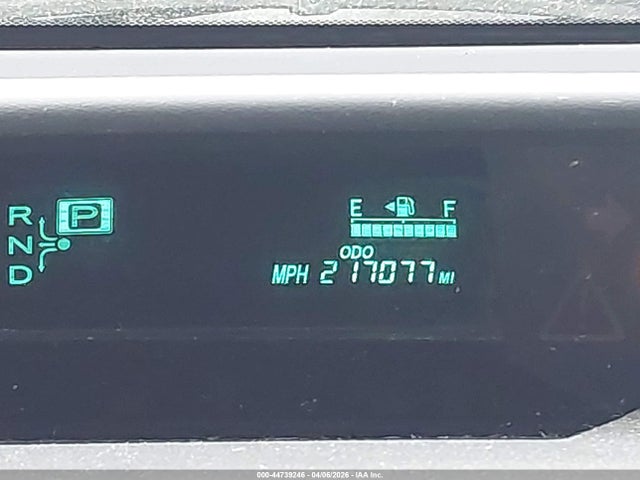 E F
R P
N
D
ODO
MPH 217077 MI
000-44739246 - 04/06/2026 - IAA Inc.